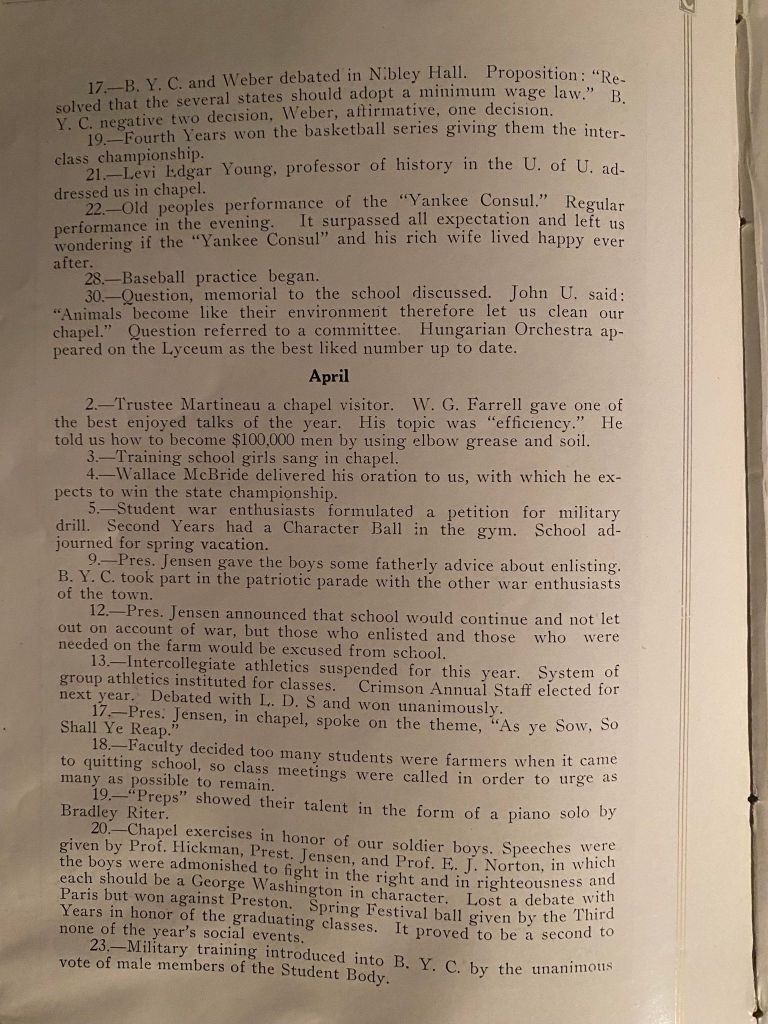 17.—B. Y. C. and Weber debated in Nibley Hall. Proposition: "Re-
solved that the several states should adopt a minimum wage law." B.
Y. C. negative two decision, Weber, affirmative, one decision.
19.—Fourth Years won the basketball series giving them the inter-
class championship.
21.—Levi Edgar Young, professor of history in the U. of U. ad-
dressed us in chapel.
22.—Old peoples performance of the "Yankee Consul." Regular
performance in the evening. It surpassed all expectation and left us
wondering if the "Yankee Consul" and his rich wife lived happy ever
after.
28.—Baseball practice began.
30.—Question, memorial to the school discussed. John U. said:
"Animals become like their environment therefore let us clean our
chapel." Question referred to a committee. Hungarian Orchestra ap-
peared on the Lyceum as the best liked number up to date.
April
2.—Trustee Martineau a chapel visitor. W. G. Farrell gave one of
the best enjoyed talks of the year. His topic was "efficiency." He
told us how to become $100,000 men by using elbow grease and soil.
3.—Training school girls sang in chapel.
4.—Wallace McBride delivered his oration to us, with which he ex-
pects to win the state championship.
5.—Student war enthusiasts formulated a petition for military
drill. Second Years had a Character Ball in the gym. School ad-
journed for spring vacation.
9.—Pres. Jensen gave the boys some fatherly advice about enlisting.
B. Y. C. took part in the patriotic parade with the other war enthusiasts
of the town.
12.—Pres. Jensen announced that school would continue and not let
out on account of war, but those who enlisted and those who were
needed on the farm would be excused from school.
13.—Intercollegiate athletics suspended for this year. System of
group athletics instituted for classes. Crimson Annual Staff elected for
next year. Debated with L. D. S and won unanimously.
17.—Pres. Jensen, in chapel, spoke on the theme, "As ye Sow, So
Shall Ye Reap."
18.—Faculty decided too many students were farmers when it came
to quitting school, so class meetings were called in order to urge as
many as possible to remain.
19.—"Preps" showed their talent in the form of a piano solo by
Bradley Riter.
20.—Chapel exercises in honor of our soldier boys. Speeches were
given by Prof. Hickman, Prest. Jensen, and Prof. E. J. Norton, in which
the boys were admonished to fight in the right and in righteousness and
each should be a George Washington in character. Lost a debate with
Paris but won against Preston. Spring Festival ball given by the Third
Years in honor of the graduating classes. It proved to be a second to
none of the year's social events.
23.—Military training introduced into B. Y. C. by the unanimous
vote of male members of the Student Body.